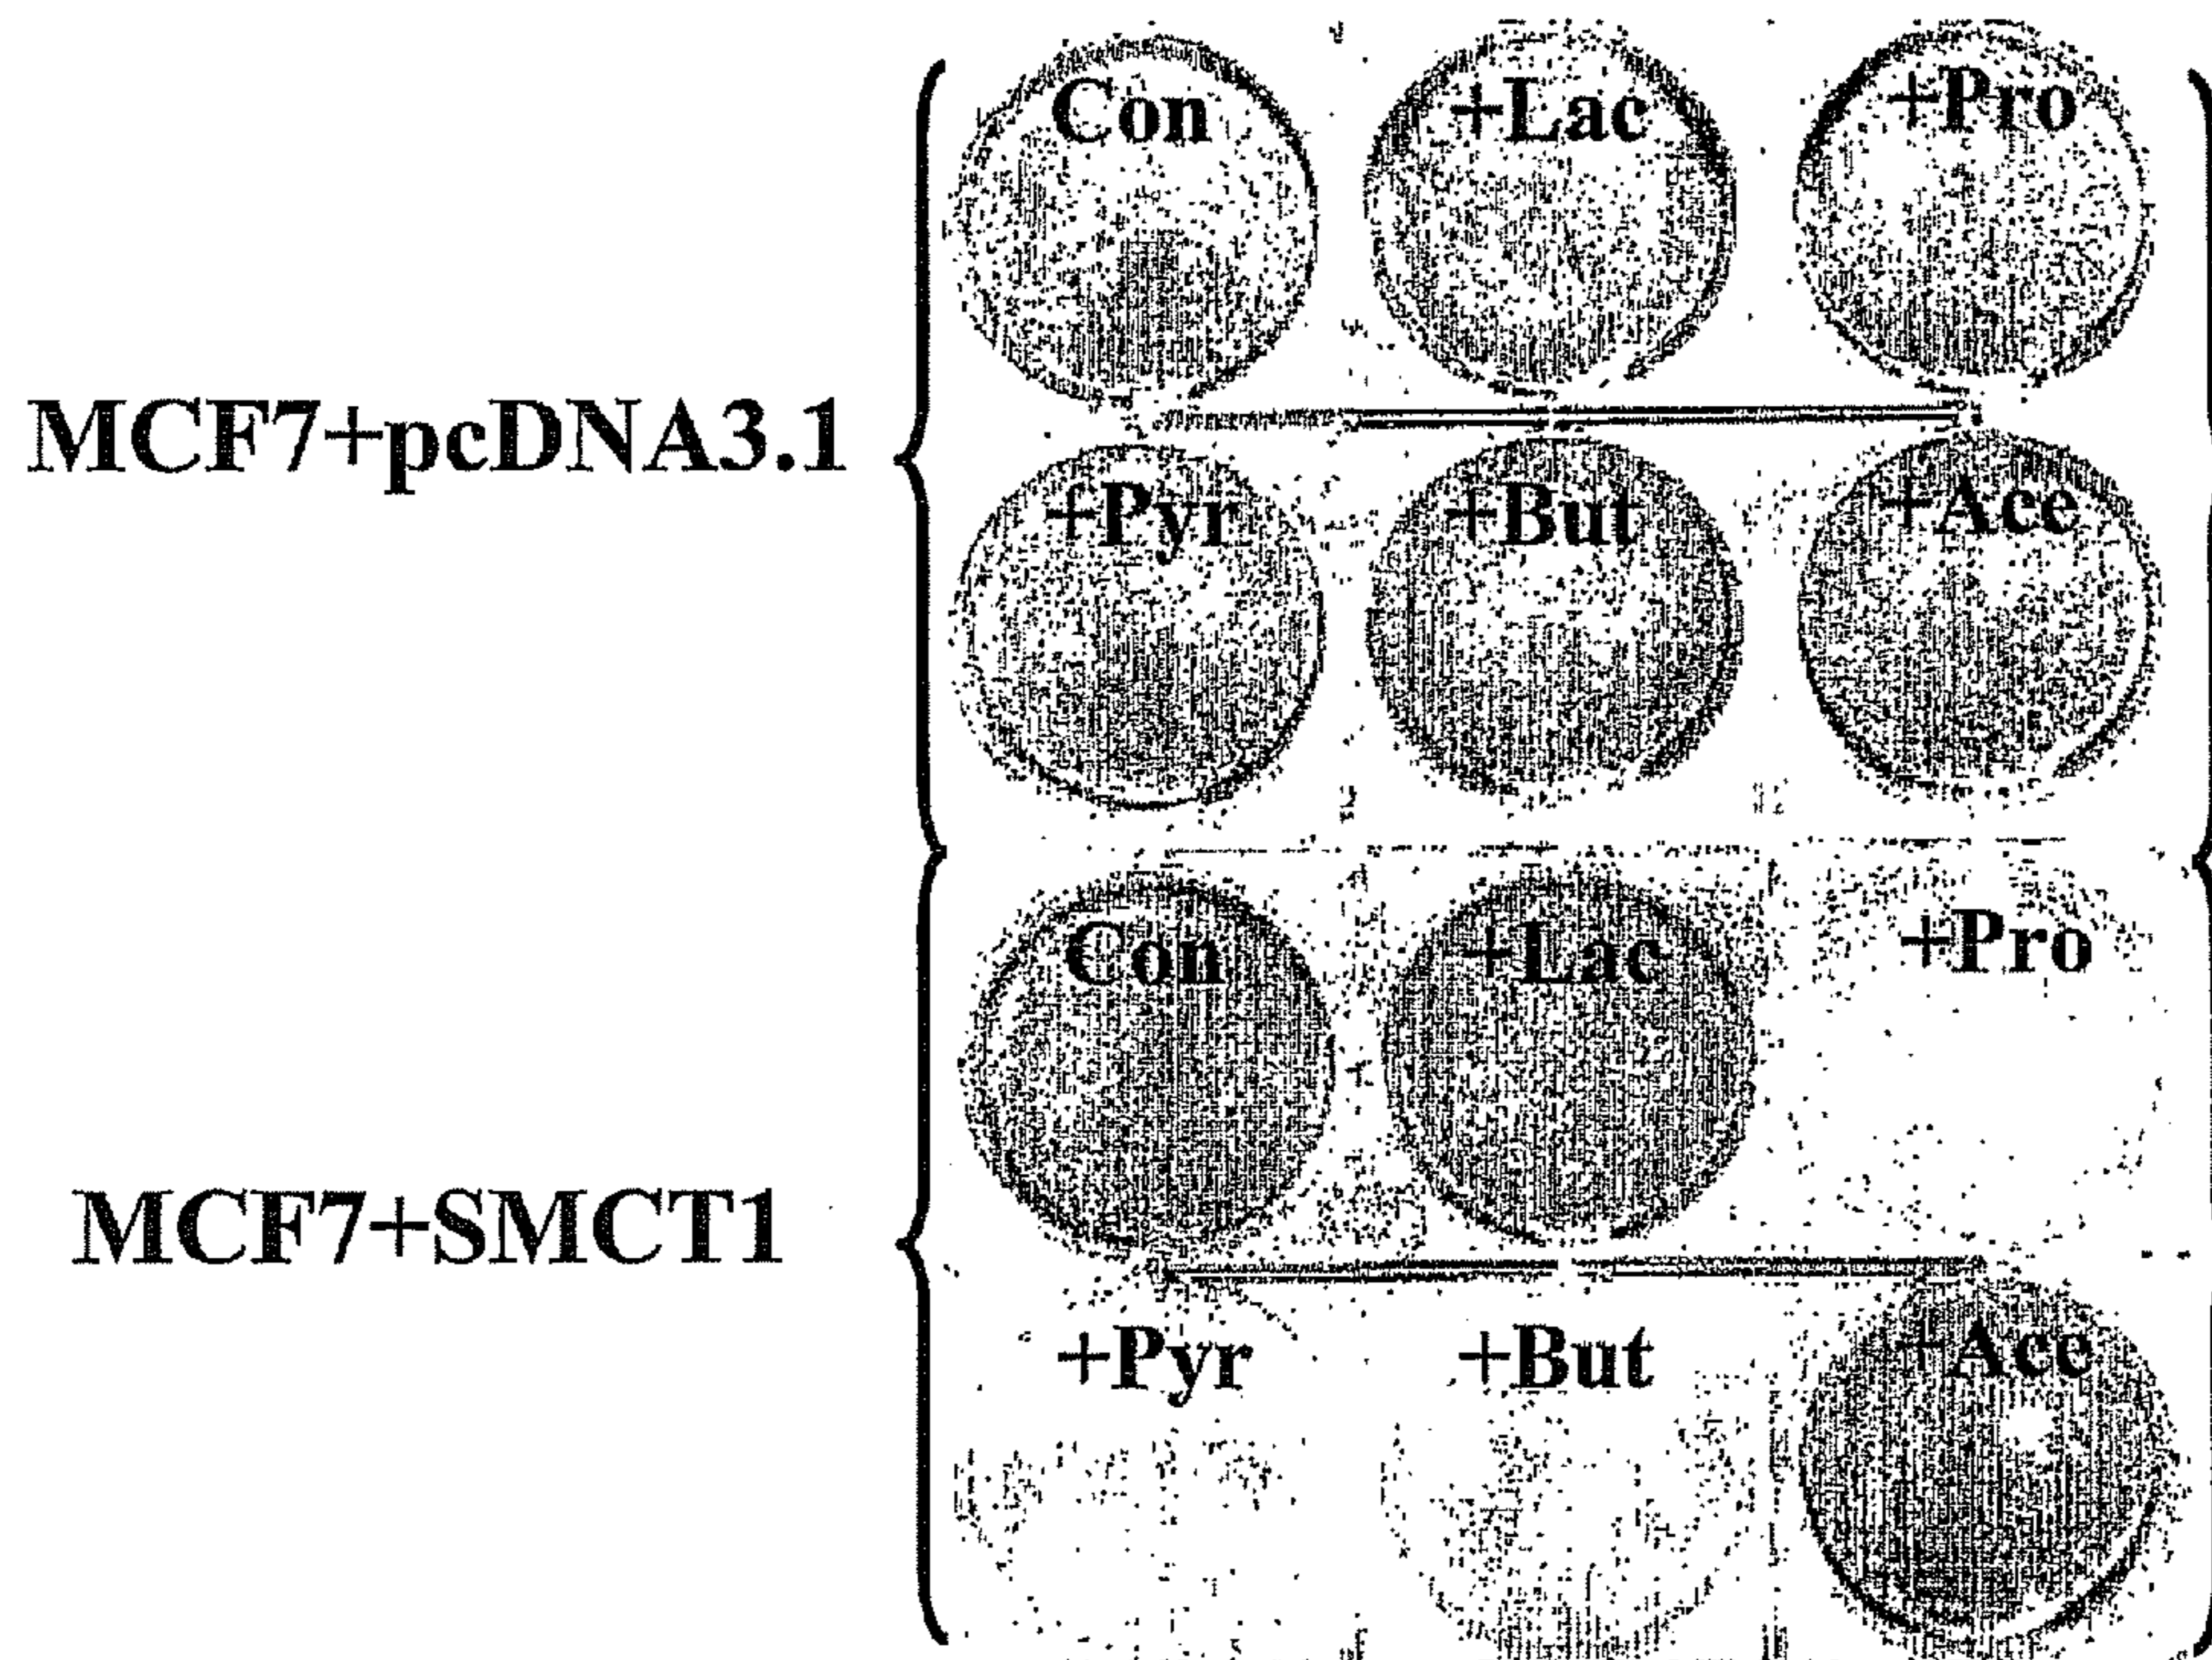 Con +Lac +Pro
MCF7+pcDNA3.1
+Pyr +But +Ace
Con +Lac +Pro
MCF7+SMCT1
+Pyr +But +Ace